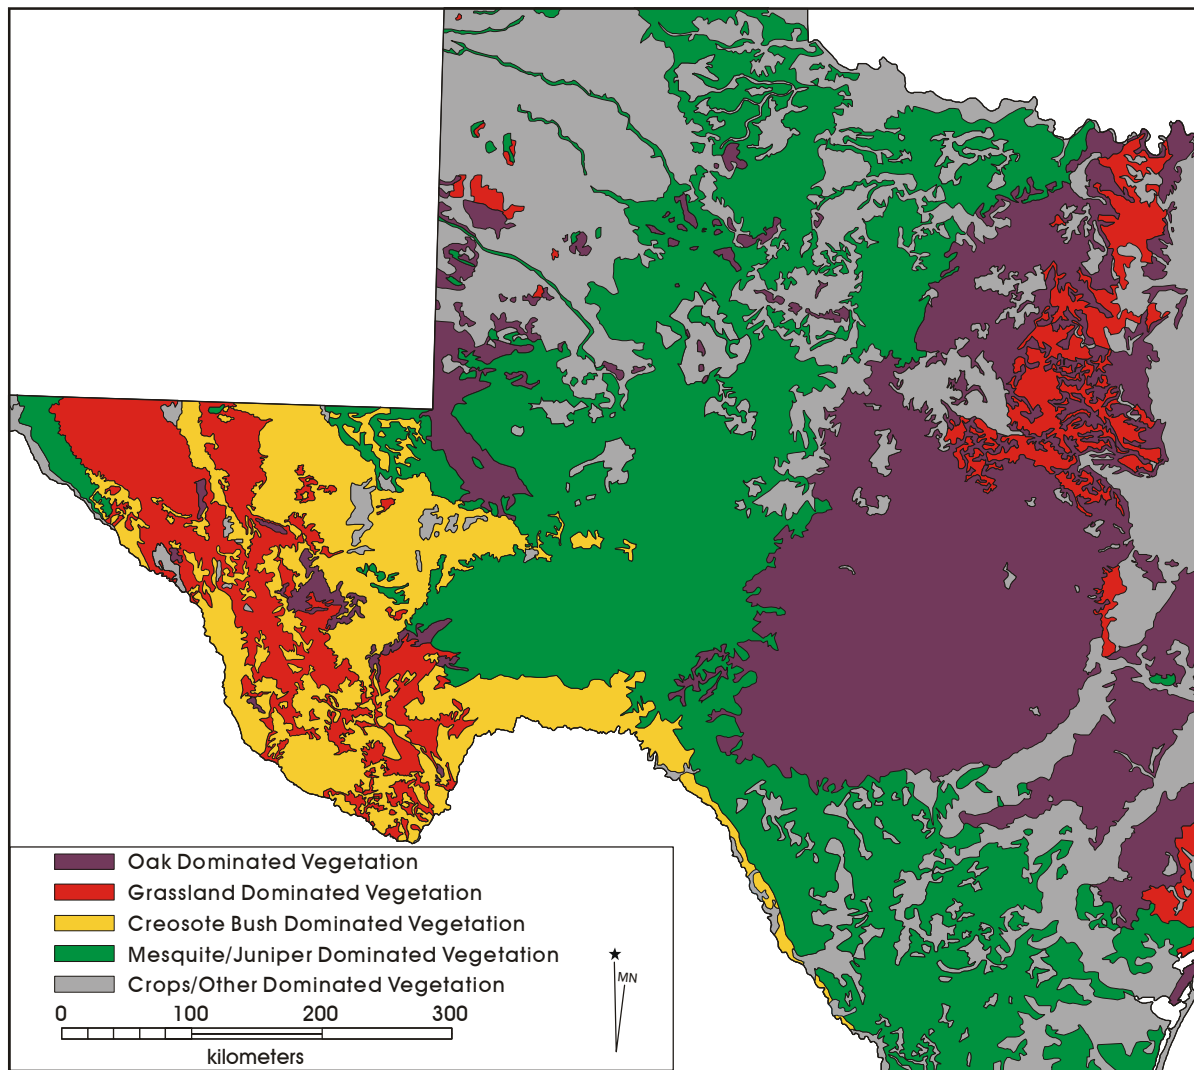 Oak Dominated Vegetation
Grassland Dominated Vegetation
Creosote Bush Dominated Vegetation
Mesquite/Juniper Dominated Vegetation
Crops/Other Dominated Vegetation
MN
0 100 200 300
kilometers